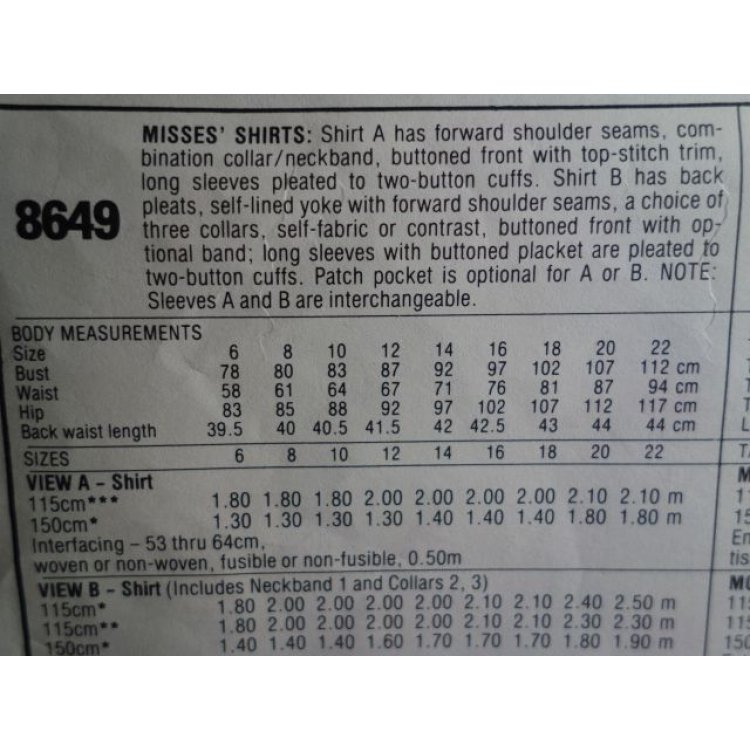 MISSES' SHIRTS: Shirt A has forward shoulder seams, com-
bination collar/neckband, buttoned front with top-stitch trim,
long sleeves pleated to two-button cuffs. Shirt B has back
8649 pleats, self-lined yoke with forward shoulder seams, a choice of
three collars, self-fabric or contrast, buttoned front with op-
tional band; long sleeves with buttoned placket are pleated to
two-button cuffs. Patch pocket is optional for A or B. NOTE:
Sleeves A and B are interchangeable.
BODY MEASUREMENTS
Size 6 8 10 12 14 16 18 20 22
Bust 78 80 83 87 92 97 102 107 112 cm
Waist 58 61 64 67 71 76 81 87 94 cm
Hip 83 85 88 92 97 102 107 112 117 cm
Back waist length 39.5 40 40.5 41.5 42 42.5 43 44 44 cm
SIZES 6 8 10 12 14 16 18 20 22
VIEW A - Shirt
115cm*** 1.80 1.80 1.80 2.00 2.00 2.00 2.00 2.10 2.10 m
150cm* 1.30 1.30 1.30 1.30 1.40 1.40 1.40 1.80 1.80 m
Interfacing - 53 thru 64cm,
woven or non-woven, fusible or non-fusible, 0.50m
VIEW B - Shirt (Includes Neckband 1 and Collars 2, 3)
115cm* 1.80 2.00 2.00 2.00 2.00 2.10 2.10 2.40 2.50 m
115cm** 1.80 2.00 2.00 2.00 2.00 2.10 2.10 2.30 2.30 m
150cm* 1.40 1.40 1.40 1.60 1.70 1.70 1.70 1.80 1.90 m